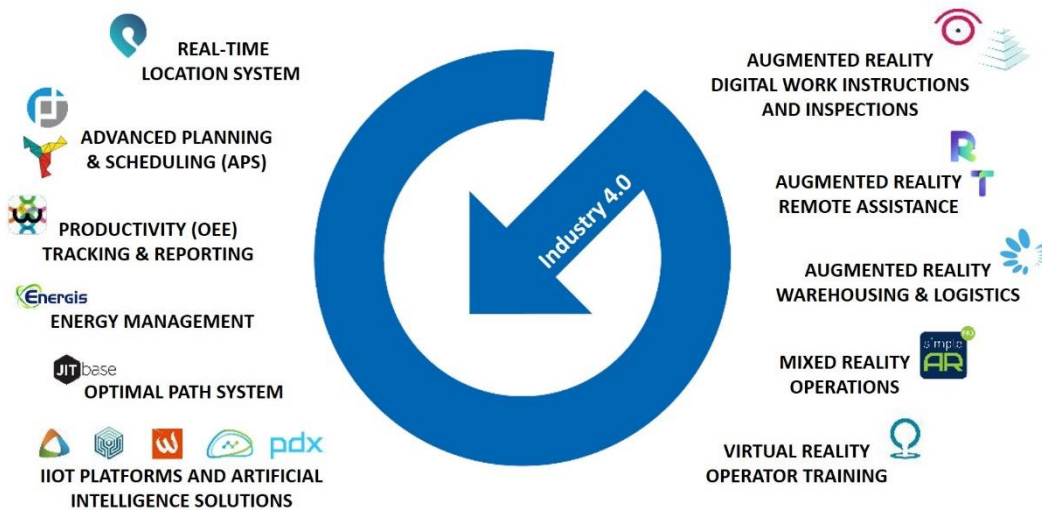 REAL-TIME
LOCATION SYSTEM
ADVANCED PLANNING
& SCHEDULING (APS)
PRODUCTIVITY (OEE)
TRACKING & REPORTING
Energis
ENERGY MANAGEMENT
JITbase
OPTIMAL PATH SYSTEM
pdx
IIOT PLATFORMS AND ARTIFICIAL
INTELLIGENCE SOLUTIONS
Industry 4.0
AUGMENTED REALITY
DIGITAL WORK INSTRUCTIONS
AND INSPECTIONS
R
T
AUGMENTED REALITY
REMOTE ASSISTANCE
AUGMENTED REALITY
WAREHOUSING & LOGISTICS
simple
AR
PRO
MIXED REALITY
OPERATIONS
VIRTUAL REALITY
OPERATOR TRAINING